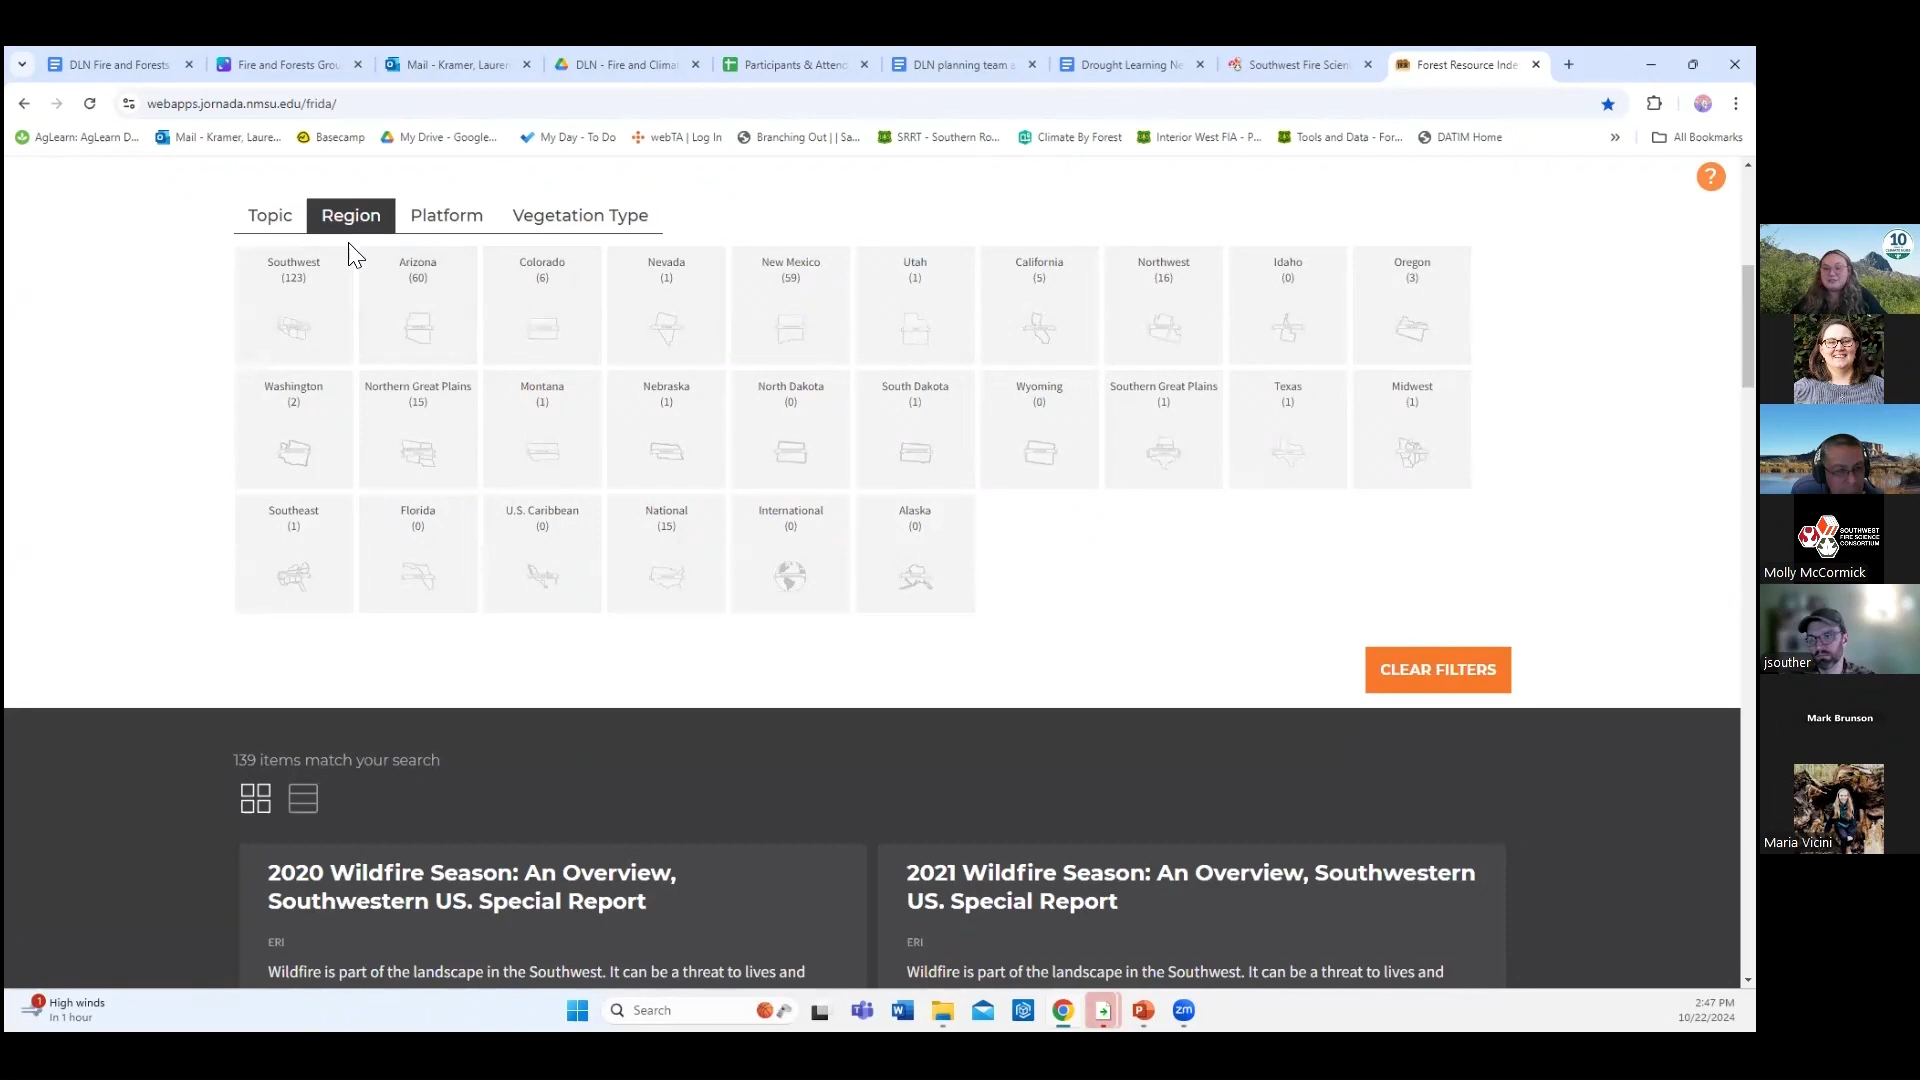 DLN Fire and Forests
Fire and Forests Grou
Mail - Kramer, Lauren
DLN - Fire and Clima
Participants & Attend
DLN planning team a
Drought Learning Ne
Southwest Fire Scien
Forest Resource Inde
webapps.jornada.nmsu.edu/frida/
AgLearn: AgLearn D...
Mail - Kramer, Laure...
Basecamp
My Drive - Google...
My Day - To Do
webTA | Log In
Branching Out | | Sa...
SRRT - Southern Ro...
Climate By Forest
Interior West FIA - P...
Tools and Data - For...
DATIM Home
»
All Bookmarks
?
Topic
Region
Platform
Vegetation Type
Southwest
(123)
Arizona
(60)
Colorado
(6)
Nevada
(1)
New Mexico
(59)
Utah
(1)
California
(5)
Northwest
(16)
Idaho
(0)
Oregon
(3)
Washington
(2)
Northern Great Plains
(15)
Montana
(1)
Nebraska
(1)
North Dakota
(0)
South Dakota
(1)
Wyoming
(0)
Southern Great Plains
(1)
Texas
(1)
Midwest
(1)
Southeast
(1)
Florida
(0)
U.S. Caribbean
(0)
National
(15)
International
(0)
Alaska
(0)
CLEAR FILTERS
139 items match your search
2020 Wildfire Season: An Overview,
Southwestern US. Special Report
ERI
Wildfire is part of the landscape in the Southwest. It can be a threat to lives and
2021 Wildfire Season: An Overview, Southwestern
US. Special Report
ERI
Wildfire is part of the landscape in the Southwest. It can be a threat to lives and
1
High winds
In 1 hour
Search
zm
2:47 PM
10/22/2024
10
SOUTHWEST
FIRE SCIENCE
CONSORTIUM
Molly McCormick
jsouther
Mark Brunson
Maria Vicini